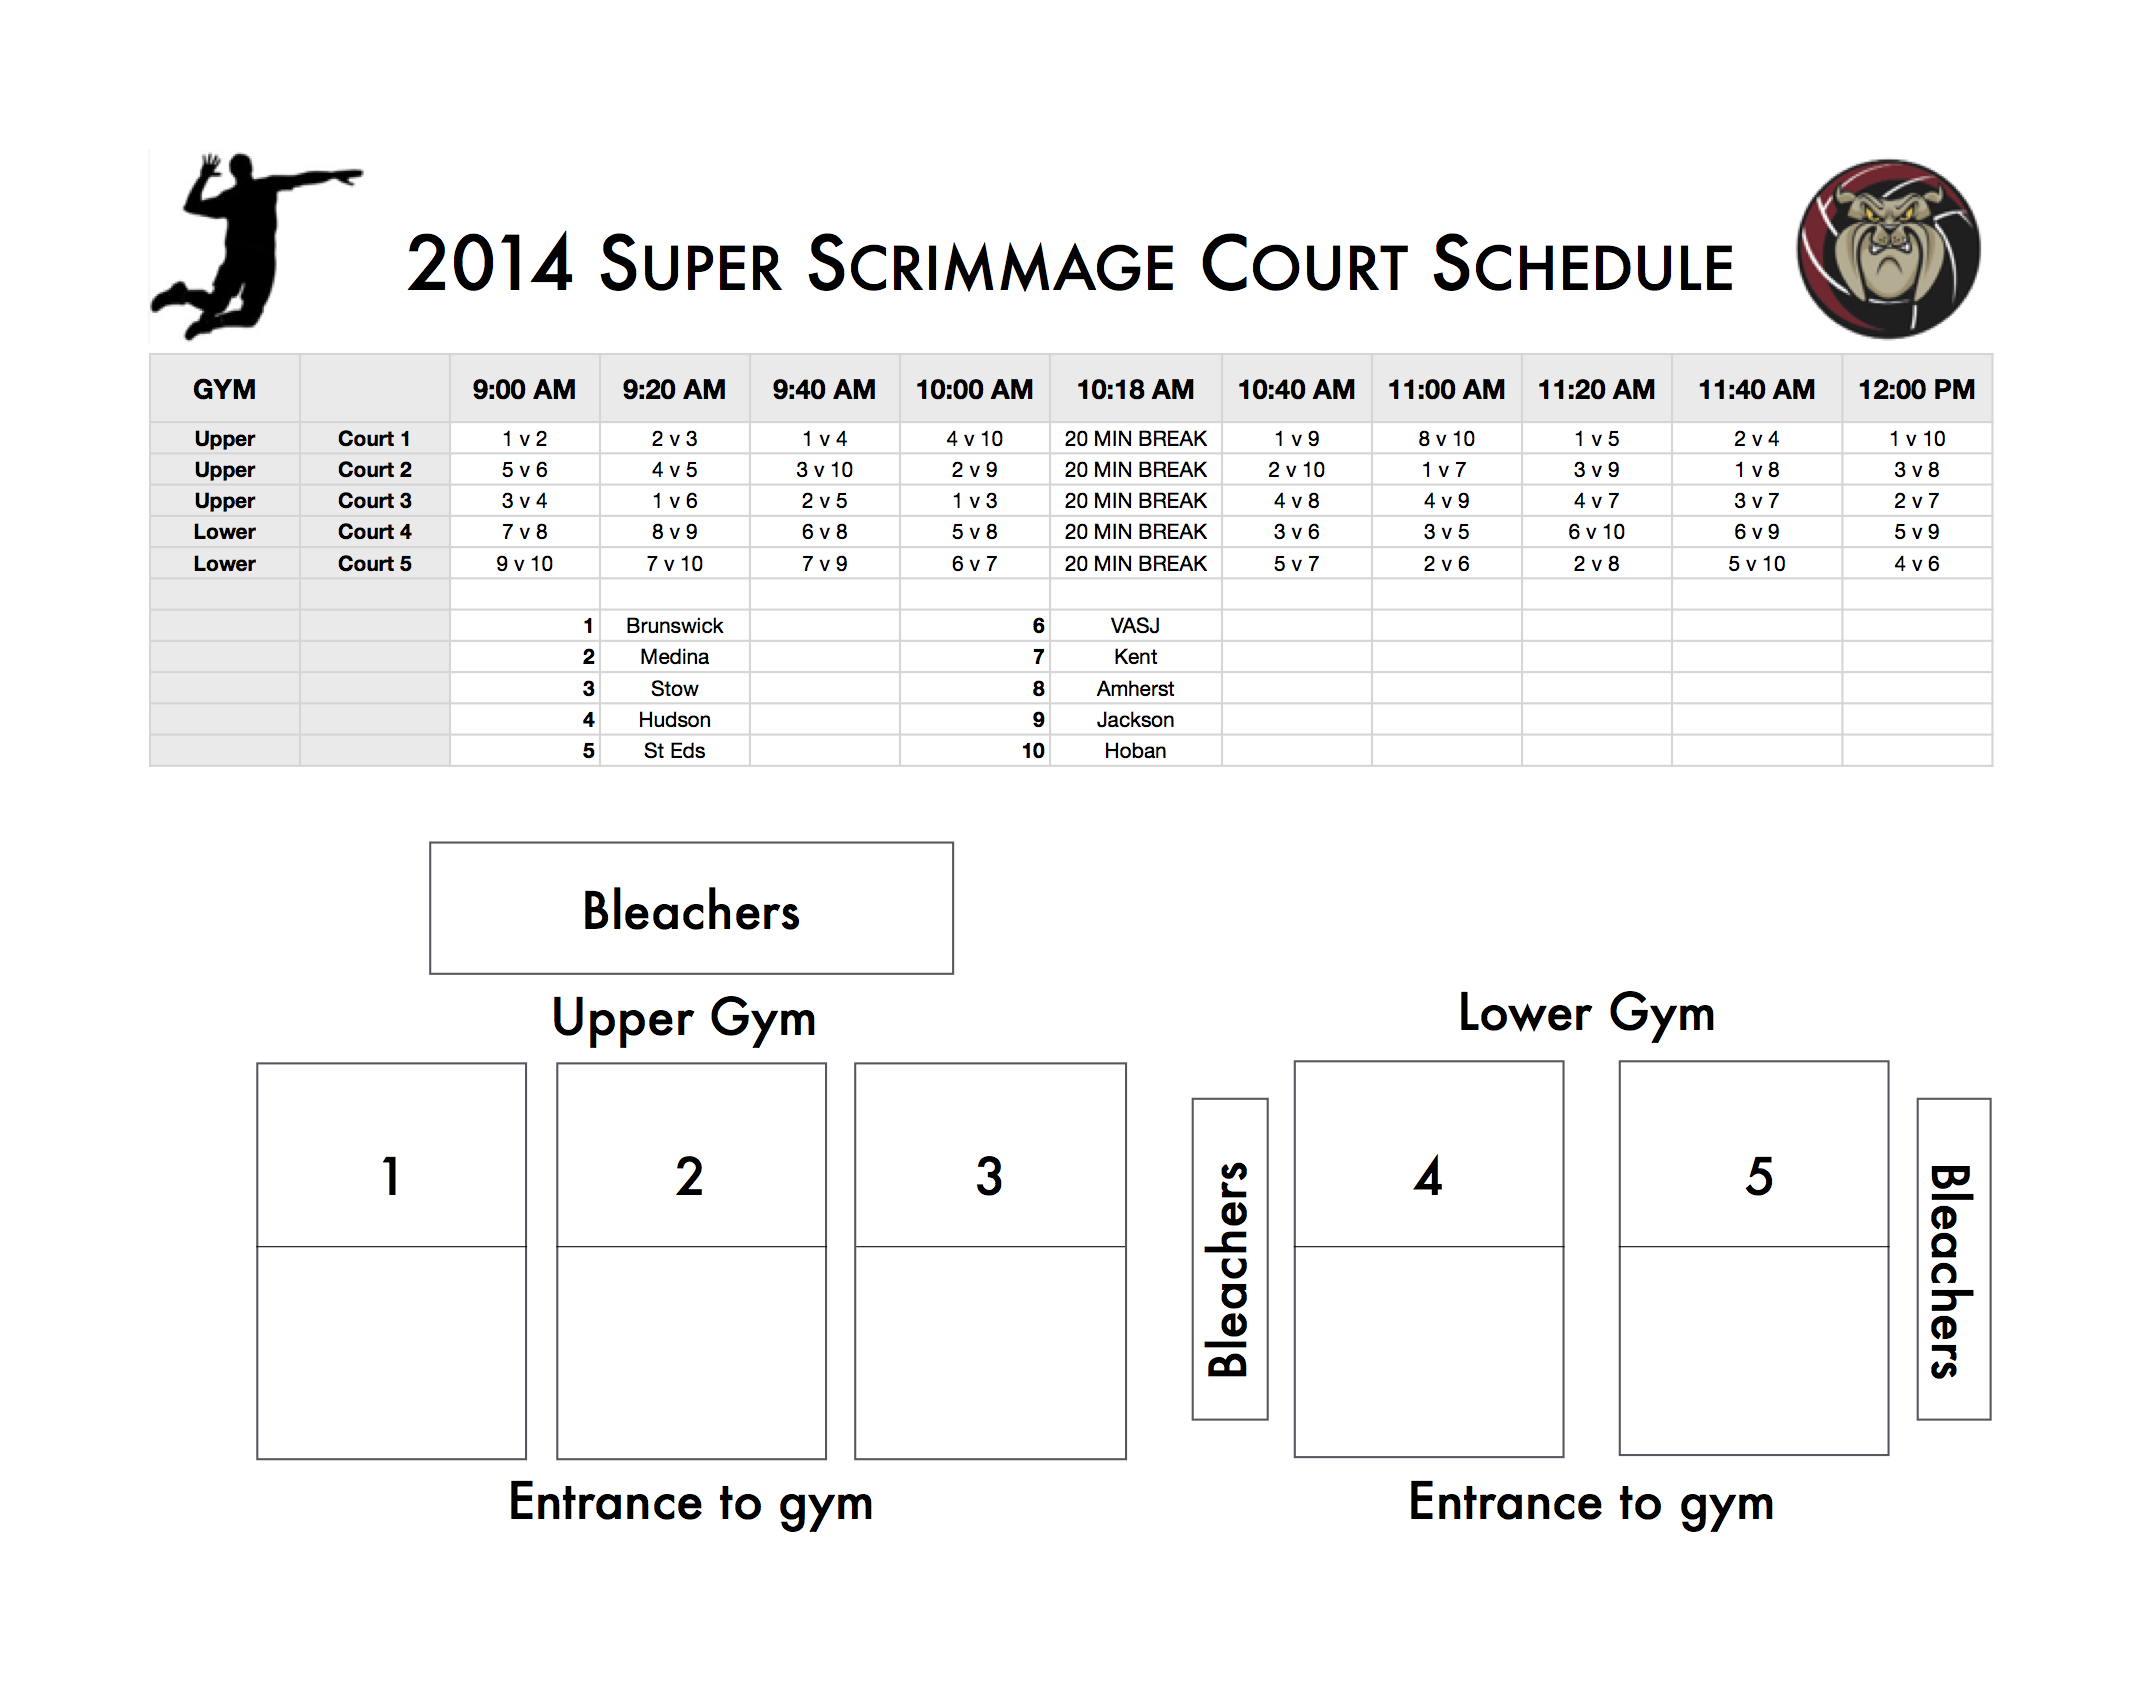 2014 Super Scrimmage Court Schedule
GYM 9:00 AM 9:20 AM 9:40 AM 10:00 AM 10:18 AM 10:40 AM 11:00 AM 11:20 AM 11:40 AM 12:00 PM
Upper Court 1 1 v 2 2 v 3 1 v 4 4 v 10 20 MIN BREAK 1 v 9 8 v 10 1 v 5 2 v 4 1 v 10
Upper Court 2 5 v 6 4 v 5 3 v 10 2 v 9 20 MIN BREAK 2 v 10 1 v 7 3 v 9 1 v 8 3 v 8
Upper Court 3 3 v 4 1 v 6 2 v 5 1 v 3 20 MIN BREAK 4 v 8 4 v 9 4 v 7 3 v 7 2 v 7
Lower Court 4 7 v 8 8 v 9 6 v 8 5 v 8 20 MIN BREAK 3 v 6 3 v 5 6 v 10 6 v 9 5 v 9
Lower Court 5 9 v 10 7 v 10 7 v 9 6 v 7 20 MIN BREAK 5 v 7 2 v 6 2 v 8 5 v 10 4 v 6
1 Brunswick 6 VASJ
2 Medina 7 Kent
3 Stow 8 Amherst
4 Hudson 9 Jackson
5 St Eds 10 Hoban
Bleachers
Upper Gym
Lower Gym
1 2 3
Bleachers
4 5
Bleachers
Entrance to gym
Entrance to gym